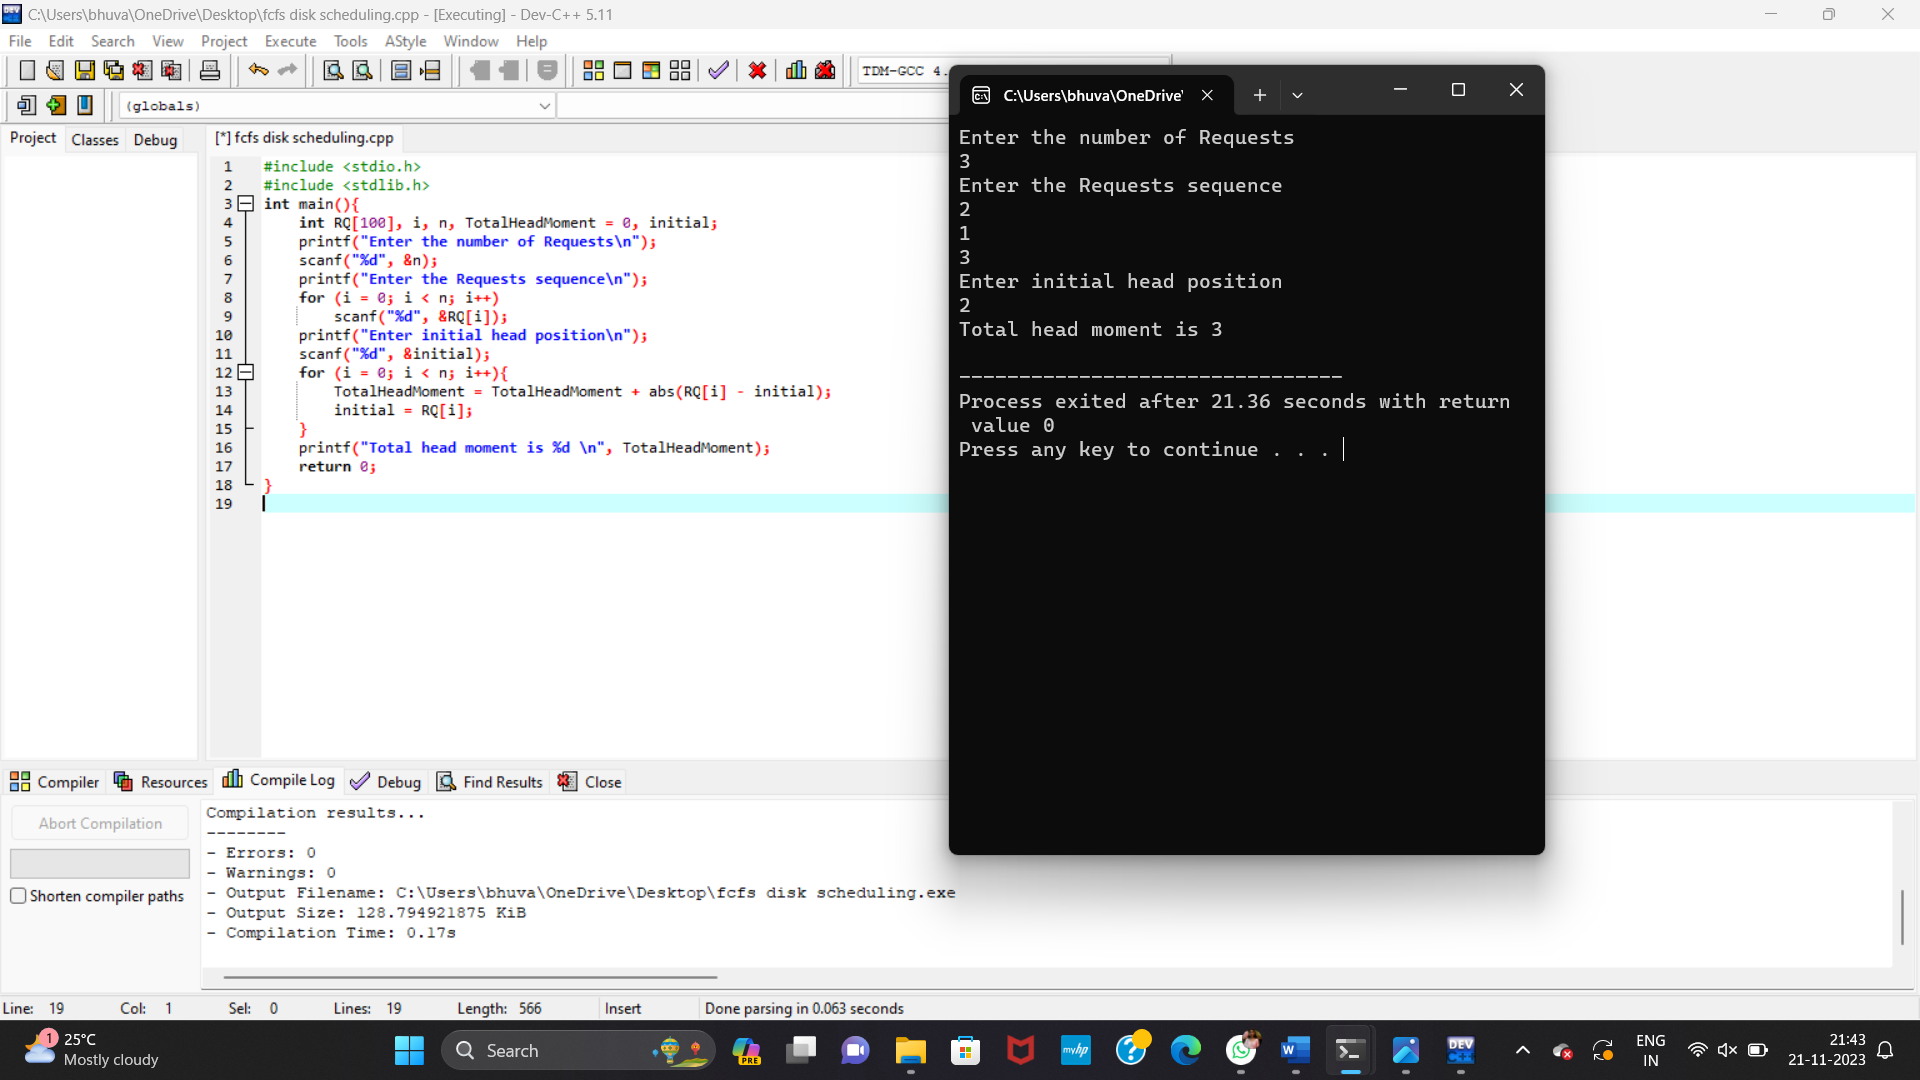 C:\Users\bhuva\OneDrive\Desktop\fcfs disk scheduling.cpp - [Executing] - Dev-C++ 5.11
File Edit Search View Project Execute Tools AStyle Window Help
TDM-GCC 4.
(globals)
Project Classes Debug
[*] fcfs disk scheduling.cpp
1 #include <stdio.h>
2 #include <stdlib.h>
3 int main(){
4 int RQ[100], i, n, TotalHeadMoment = 0, initial;
5 printf("Enter the number of Requests\n");
6 scanf("%d", &n);
7 printf("Enter the Requests sequence\n");
8 for (i = 0; i < n; i++)
9 scanf("%d", &RQ[i]);
10 printf("Enter initial head position\n");
11 scanf("%d", &initial);
12 for (i = 0; i < n; i++){
13 TotalHeadMoment = TotalHeadMoment + abs(RQ[i] - initial);
14 initial = RQ[i];
15 }
16 printf("Total head moment is %d \n", TotalHeadMoment);
17 return 0;
18 }
19
C:\Users\bhuva\OneDrive\
Enter the number of Requests
3
Enter the Requests sequence
2
1
3
Enter initial head position
2
Total head moment is 3
--------------------------------
Process exited after 21.36 seconds with return
value 0
Press any key to continue . . .
Compiler Resources Compile Log Debug Find Results Close
Abort Compilation
Shorten compiler paths
Compilation results...
--------
- Errors: 0
- Warnings: 0
- Output Filename: C:\Users\bhuva\OneDrive\Desktop\fcfs disk scheduling.exe
- Output Size: 128.794921875 KiB
- Compilation Time: 0.17s
Line: 19 Col: 1 Sel: 0 Lines: 19 Length: 566 Insert Done parsing in 0.063 seconds
1
25°C
Mostly cloudy
Search
PRE
myhp
W
DEV
C++
ENG
IN
21:43
21-11-2023